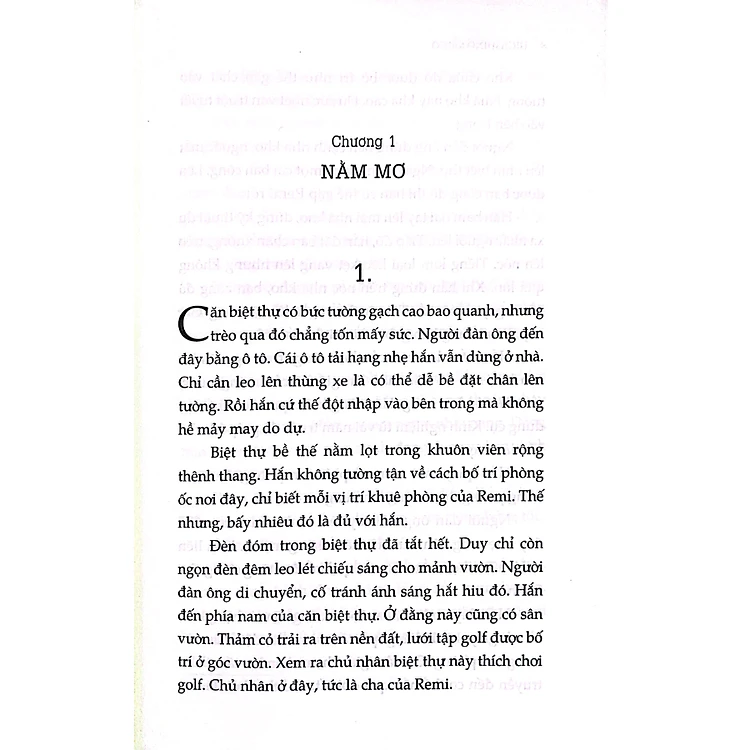 Chương 1
NẰM MƠ
1.
Căn biệt thự có bức tường gạch cao bao quanh, nhưng
trèo qua đó chẳng tốn mấy sức. Người đàn ông đến
đây bằng ô tô. Cái ô tô tải hạng nhẹ hắn vẫn dùng ở nhà.
Chỉ cần leo lên thùng xe là có thể dễ bề đặt chân lên
tường. Rồi hắn cứ thế đột nhập vào bên trong mà không
hề mảy may do dự.
Biệt thự bề thế nằm lọt trong khuôn viên rộng
thênh thang. Hắn không tường tận về cách bố trí phòng
ốc nơi đây, chỉ biết mỗi vị trí khuê phòng của Remi. Thế
nhưng, bấy nhiêu đó là đủ với hắn.
Đèn đóm trong biệt thự đã tắt hết. Duy chỉ còn
ngọn đèn đêm leo lét chiếu sáng cho mảnh vườn. Người
đàn ông di chuyển, cố tránh ánh sáng hắt hiu đó. Hắn
đến phía nam của căn biệt thự. Ở đằng này cũng có sân
vườn. Thảm cỏ trải ra trên nền đất, lưới tập golf được bố
trí ở góc vườn. Xem ra chủ nhân biệt thự này thích chơi
golf. Chủ nhân ở đây, tức là cha của Remi.